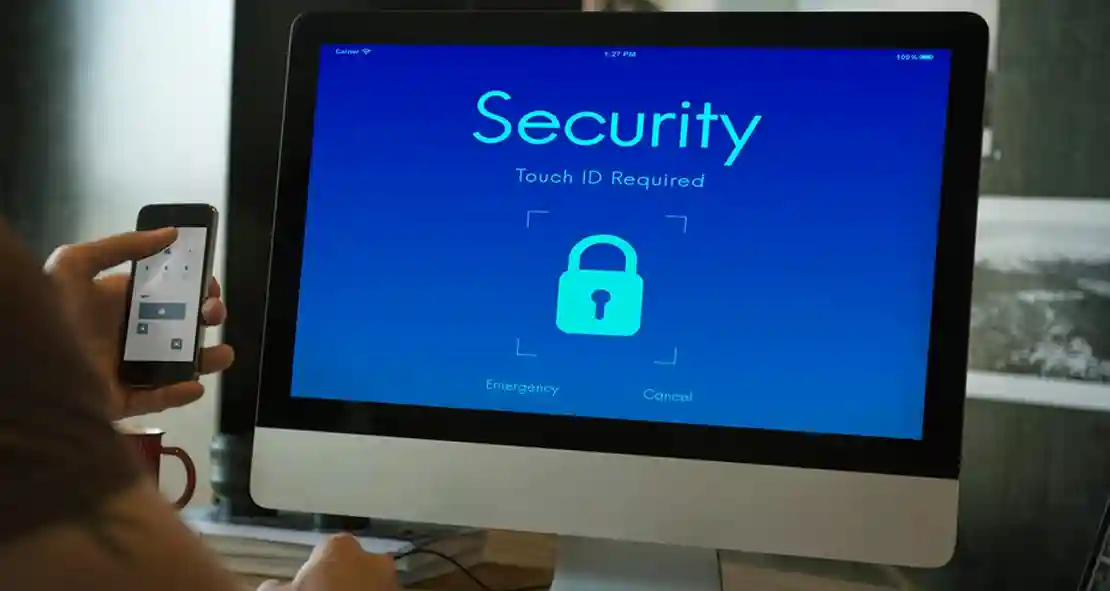 Carrier
1:27 PM
100%
Security
Touch ID Required
Emergency
Cancel